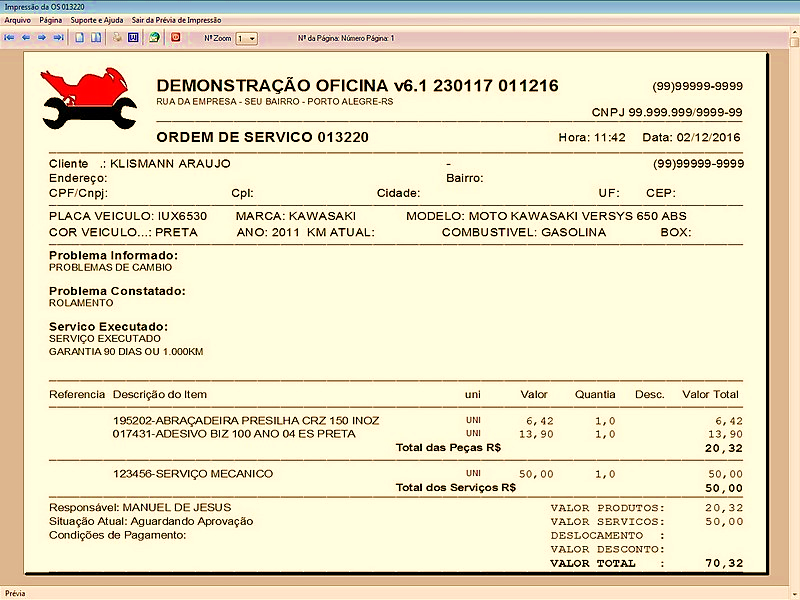 Impressão da OS 013220
Arquivo Página Suporte e Ajuda Sair da Prévia de Impressão
Nº Zoom 1 Nº da Página: Número Página: 1
DEMONSTRAÇÃO OFICINA v6.1 230117 011216 (99)99999-9999
RUA DA EMPRESA - SEU BAIRRO - PORTO ALEGRE-RS
CNPJ 99.999.999/9999-99
ORDEM DE SERVICO 013220 Hora: 11:42 Data: 02/12/2016
Cliente .: KLISMANN ARAUJO - (99)99999-9999
Endereço: Bairro:
CPF/Cnpj: Cpl: Cidade: UF: CEP:
PLACA VEICULO: IUX6530 MARCA: KAWASAKI MODELO: MOTO KAWASAKI VERSYS 650 ABS
COR VEICULO...: PRETA ANO: 2011 KM ATUAL: COMBUSTIVEL: GASOLINA BOX:
Problema Informado:
PROBLEMAS DE CAMBIO
Problema Constatado:
ROLAMENTO
Servico Executado:
SERVIÇO EXECUTADO
GARANTIA 90 DIAS OU 1.000KM
Referencia Descrição do Item uni Valor Quantia Desc. Valor Total
195202-ABRAÇADEIRA PRESILHA CRZ 150 INOZ UNI 6,42 1,0 6,42
017431-ADESIVO BIZ 100 ANO 04 ES PRETA UNI 13,90 1,0 13,90
Total das Peças R$ 20,32
123456-SERVIÇO MECANICO UNI 50,00 1,0 50,00
Total dos Serviços R$ 50,00
Responsável: MANUEL DE JESUS VALOR PRODUTOS: 20,32
Situação Atual: Aguardando Aprovação VALOR SERVICOS: 50,00
Condições de Pagamento: DESLOCAMENTO :
VALOR DESCONTO:
VALOR TOTAL : 70,32
Prévia